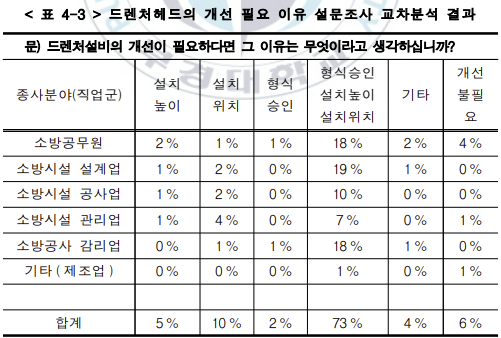 < 표 4-3 > 드렌처헤드의 개선 필요 이유 설문조사 교차분석 결과
문) 드렌처설비의 개선이 필요하다면 그 이유는 무엇이라고 생각하십니까?
종사분야(직업군) 설치 높이 설치 위치 형식 승인 형식승인 설치높이 설치위치 기타 개선 불필 요
소방공무원 2% 1% 1% 18% 2% 4%
소방시설 설계업 1% 2% 0% 19% 1% 0%
소방시설 공사업 1% 2% 0% 10% 0% 0%
소방시설 관리업 1% 4% 0% 7% 0% 1%
소방공사 감리업 0% 1% 1% 18% 1% 0%
기타(제조업) 0% 0% 0% 1% 0% 1%
합계 5% 10% 2% 73% 4% 6%